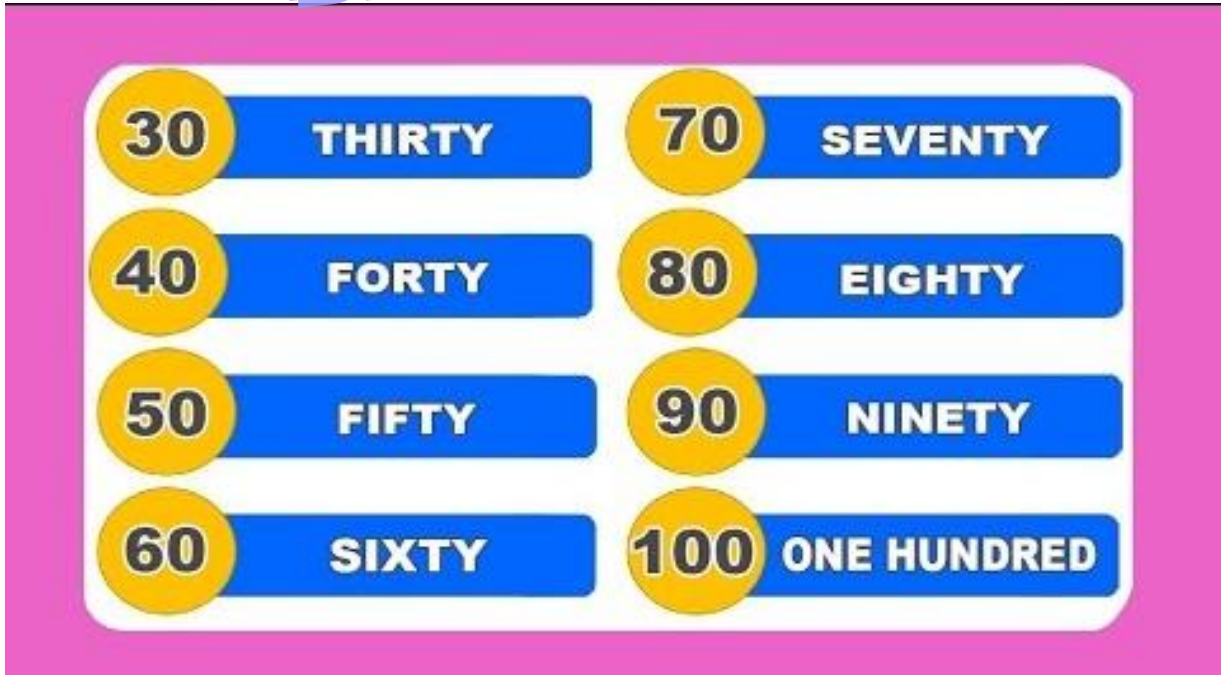 30 THIRTY
40 FORTY
50 FIFTY
60 SIXTY
70 SEVENTY
80 EIGHTY
90 NINETY
100 ONE HUNDRED